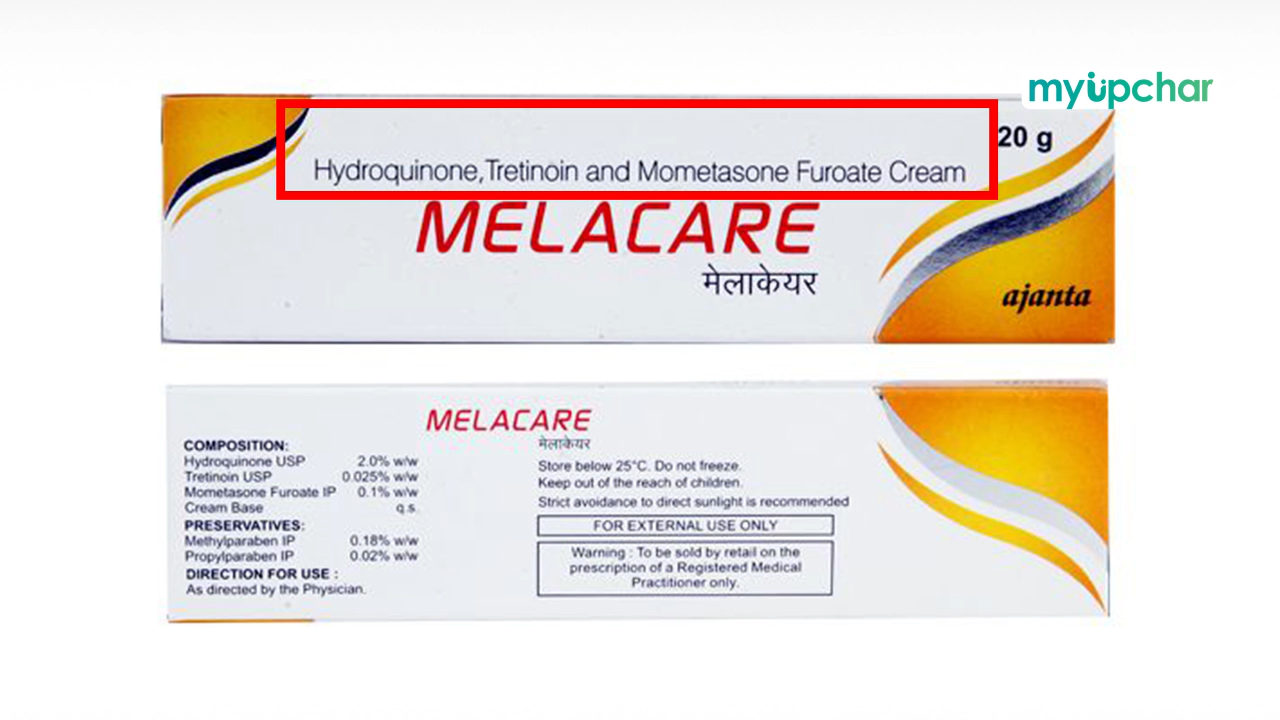 myupchar
20 g
Hydroquinone, Tretinoin and Mometasone Furoate Cream
MELACARE
मेलाकेयर
ajanta
MELACARE
मेलाकेयर
COMPOSITION:
Hydroquinone USP 2.0% w/w
Tretinoin USP 0.025% w/w
Mometasone Furoate IP 0.1% w/w
Cream Base q.s.
PRESERVATIVES:
Methylparaben IP 0.18% w/w
Propylparaben IP 0.02% w/w
DIRECTION FOR USE :
As directed by the Physician.
Store below 25°C. Do not freeze.
Keep out of the reach of children.
Strict avoidance to direct sunlight is recommended
FOR EXTERNAL USE ONLY
Warning : To be sold by retail on the
prescription of a Registered Medical
Practitioner only.